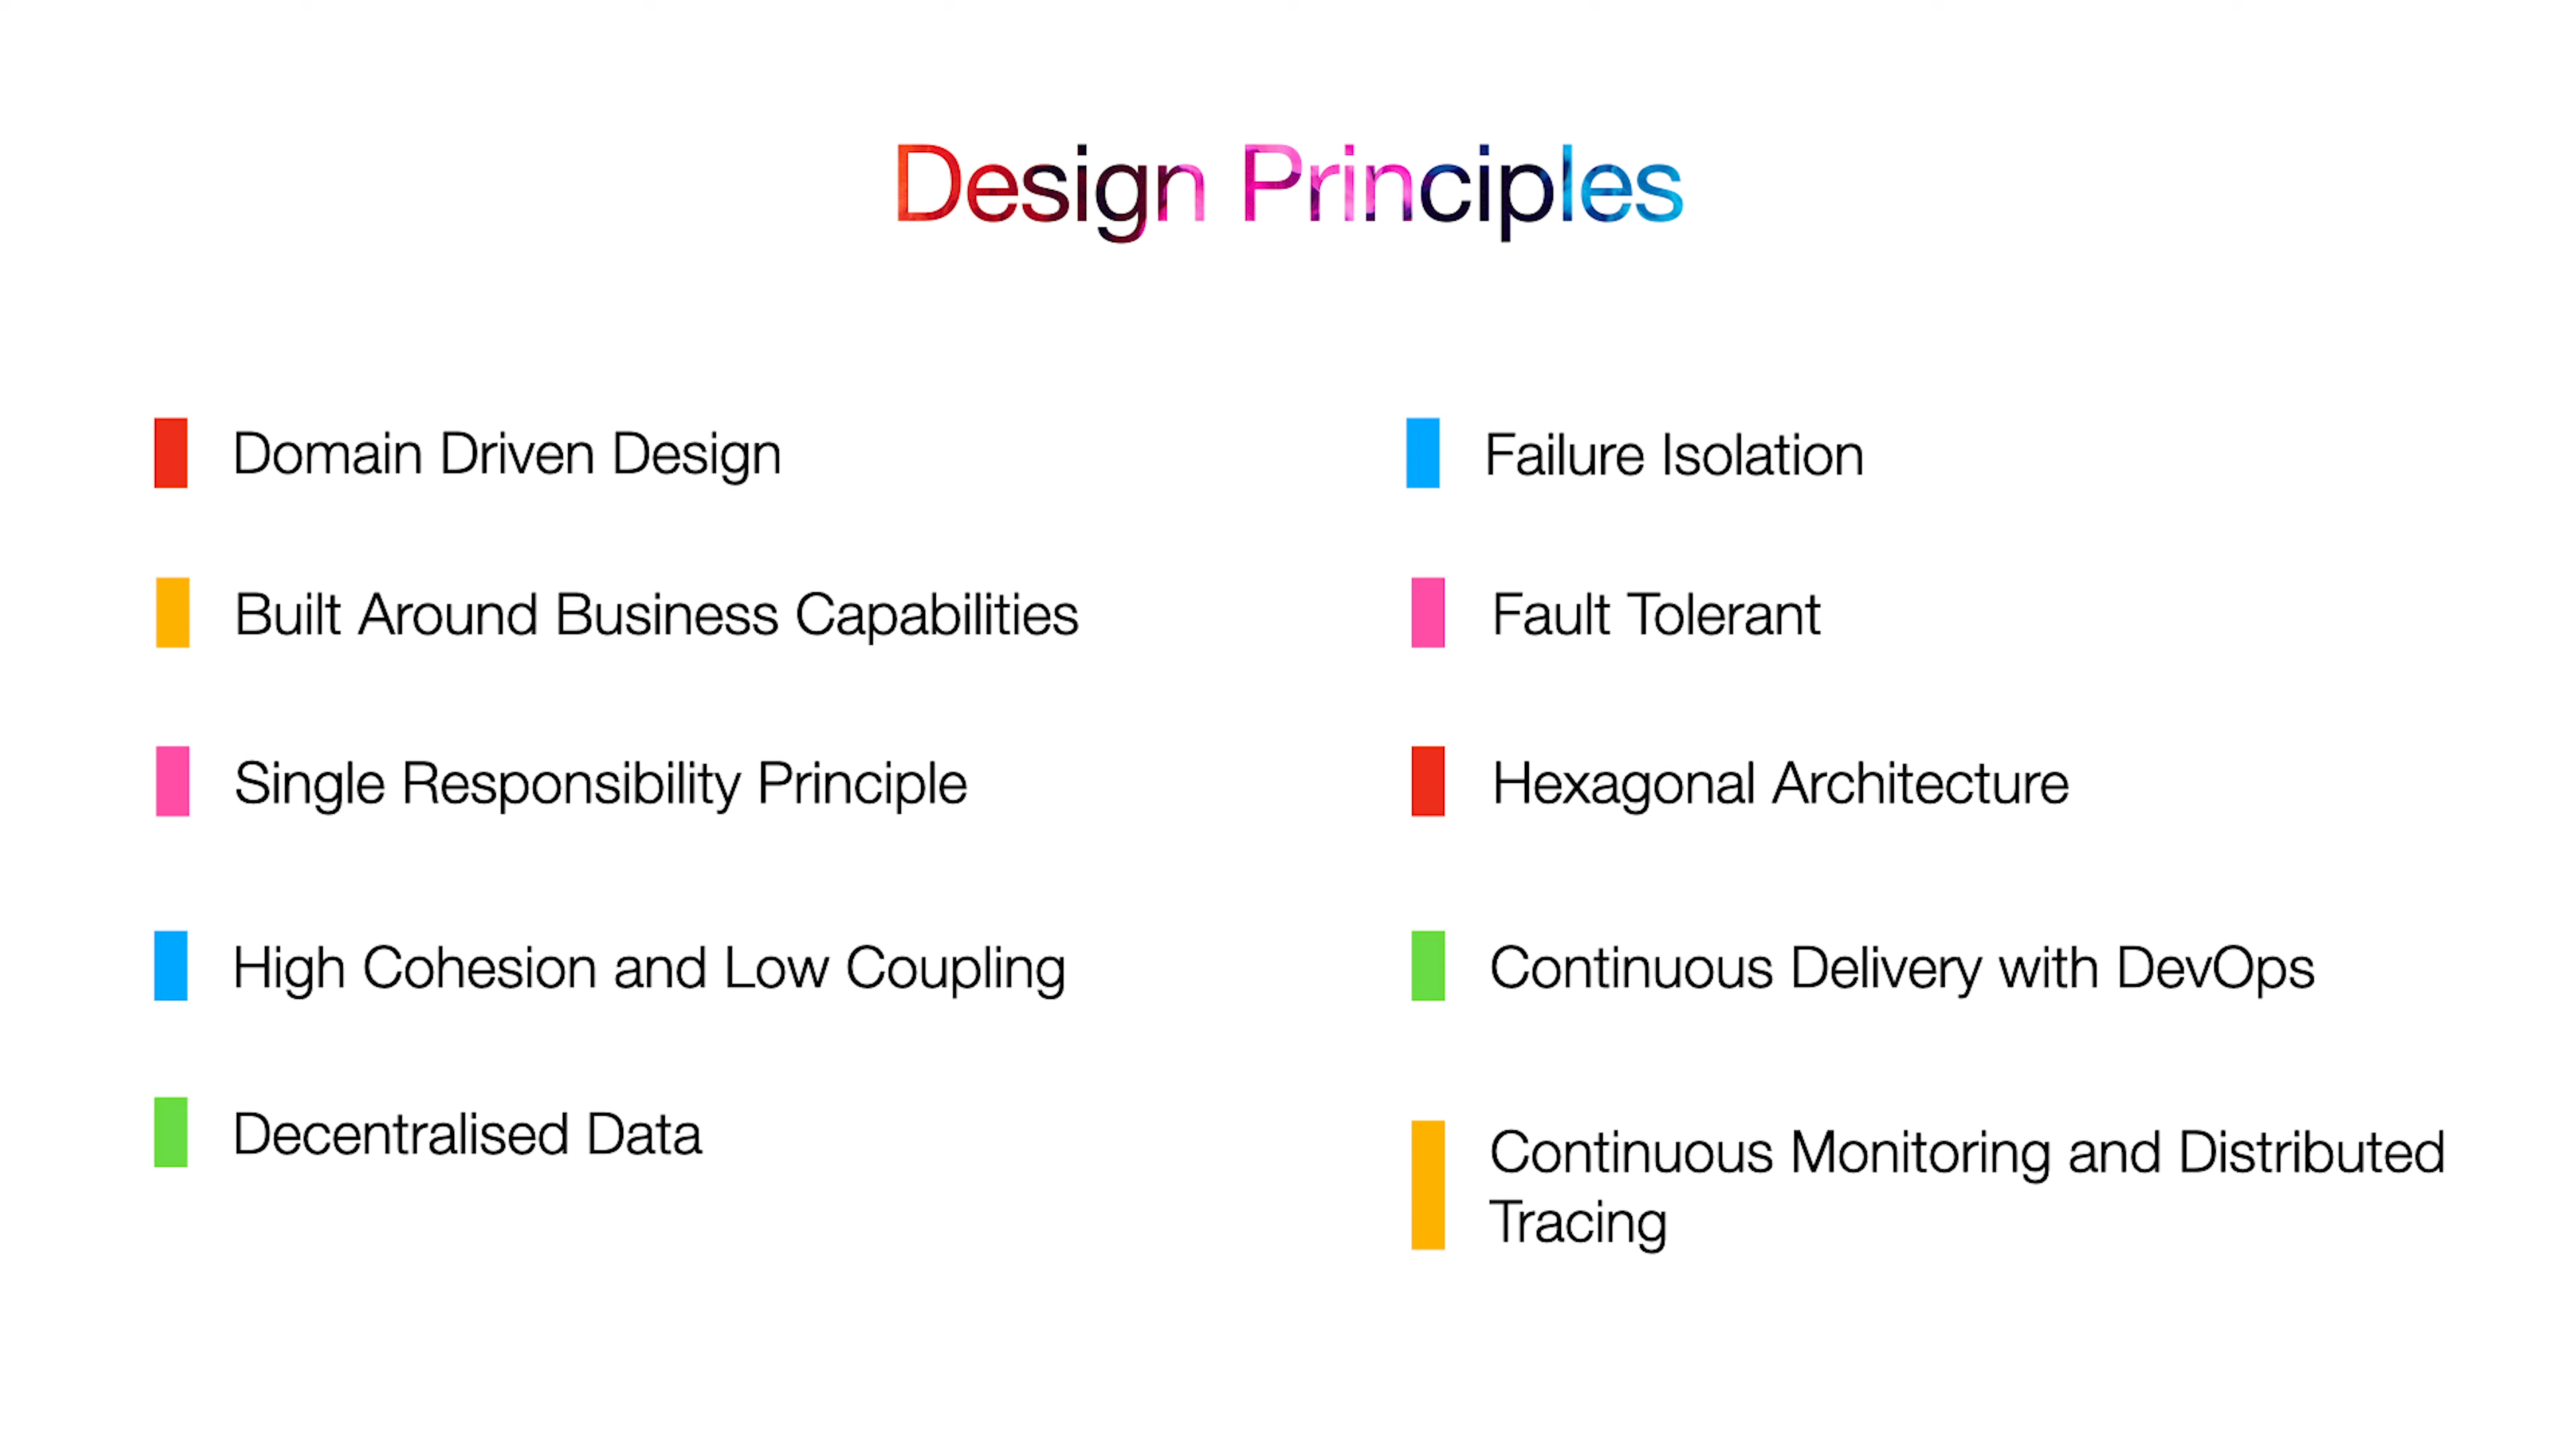 Design Principles
Domain Driven Design
Built Around Business Capabilities
Single Responsibility Principle
High Cohesion and Low Coupling
Decentralised Data
Failure Isolation
Fault Tolerant
Hexagonal Architecture
Continuous Delivery with DevOps
Continuous Monitoring and Distributed
Tracing